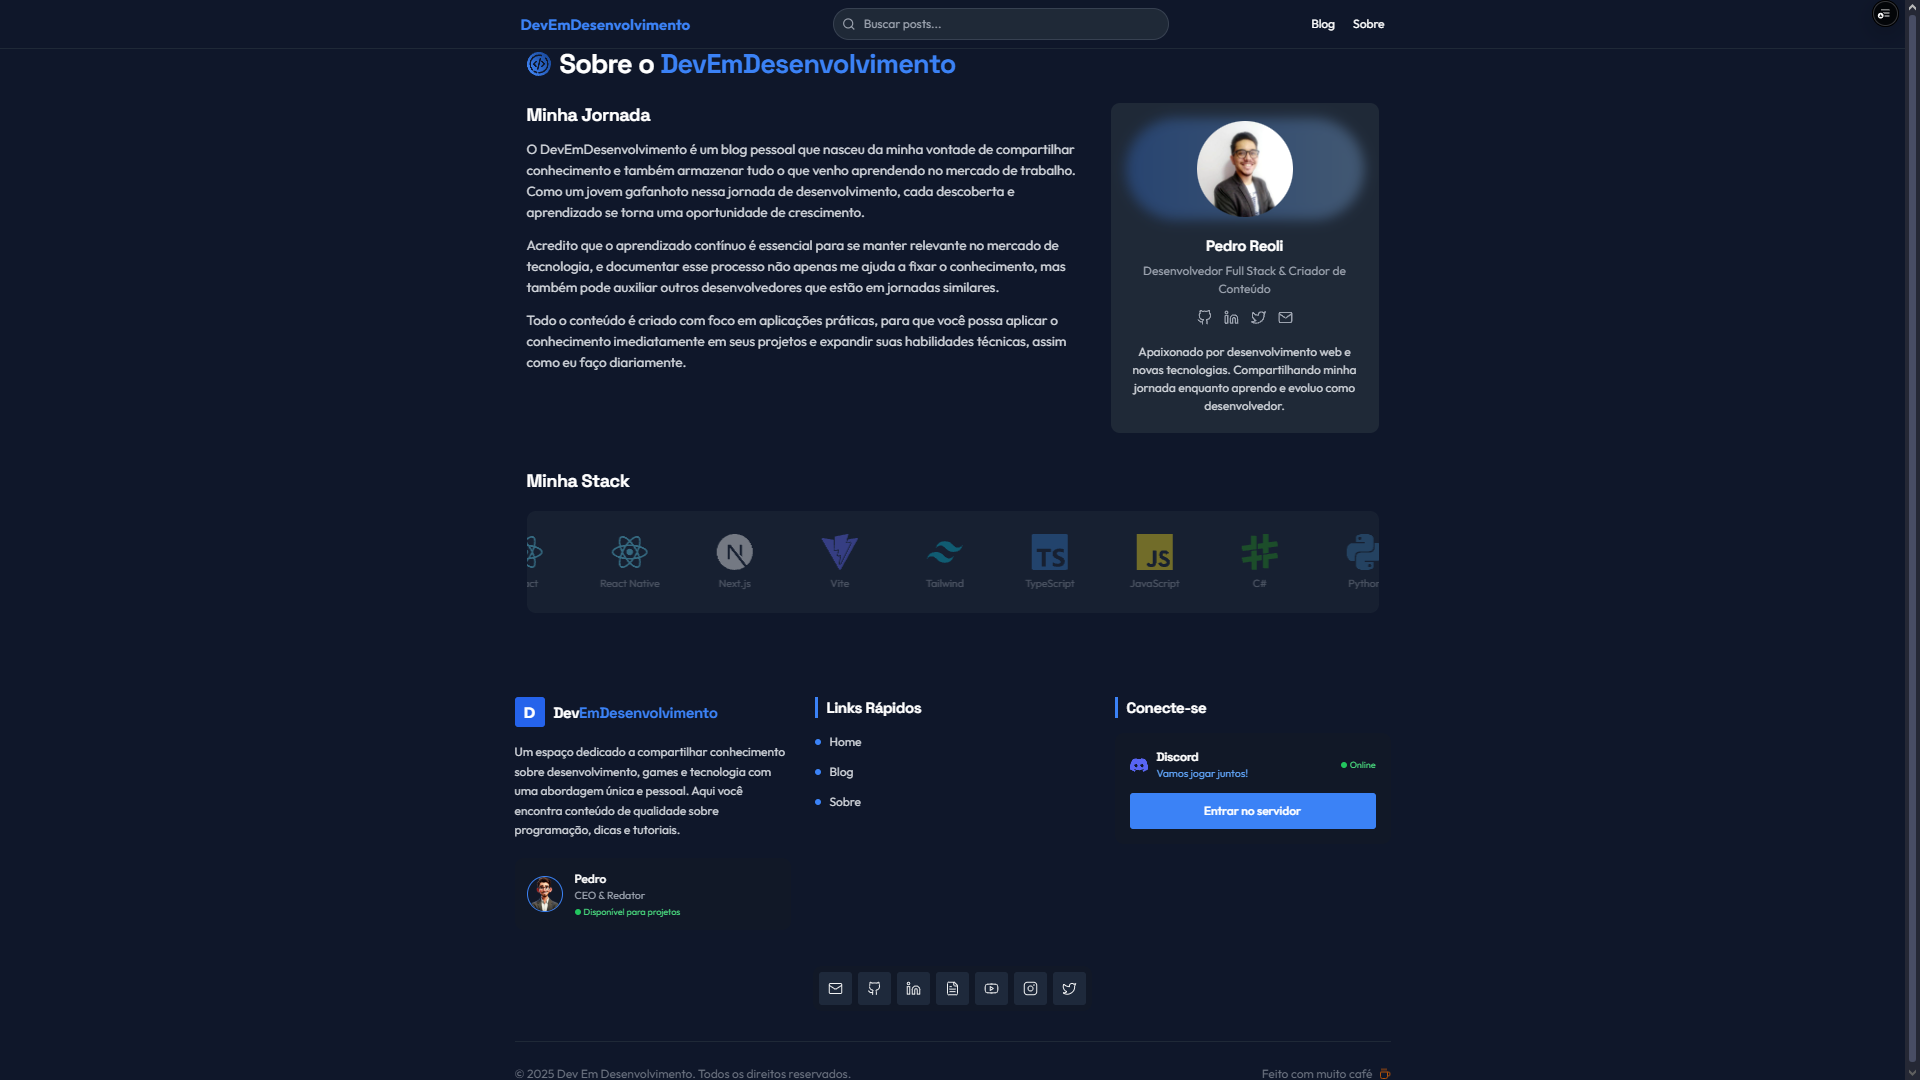 DevEmDesenvolvimento
Buscar posts...
Blog
Sobre
Sobre o DevEmDesenvolvimento
Minha Jornada
O DevEmDesenvolvimento é um blog pessoal que nasceu da minha vontade de compartilhar
conhecimento e também armazenar tudo o que venho aprendendo no mercado de trabalho.
Como um jovem gafanhoto nessa jornada de desenvolvimento, cada descoberta e
aprendizado se torna uma oportunidade de crescimento.
Acredito que o aprendizado contínuo é essencial para se manter relevante no mercado de
tecnologia, e documentar esse processo não apenas me ajuda a fixar o conhecimento, mas
também pode auxiliar outros desenvolvedores que estão em jornadas similares.
Todo o conteúdo é criado com foco em aplicações práticas, para que você possa aplicar o
conhecimento imediatamente em seus projetos e expandir suas habilidades técnicas, assim
como eu faço diariamente.
Pedro Reoli
Desenvolvedor Full Stack & Criador de
Conteúdo
Apaixonado por desenvolvimento web e
novas tecnologias. Compartilhando minha
jornada enquanto aprendo e evoluo como
desenvolvedor.
Minha Stack
N
TS
JS
act
React Native
Next.js
Vite
Tailwind
TypeScript
JavaScript
C#
Python
D
DevEmDesenvolvimento
Um espaço dedicado a compartilhar conhecimento
sobre desenvolvimento, games e tecnologia com
uma abordagem única e pessoal. Aqui você
encontra conteúdo de qualidade sobre
programação, dicas e tutoriais.
Pedro
CEO & Redator
Disponível para projetos
Links Rápidos
Home
Blog
Sobre
Conecte-se
Discord
Vamos jogar juntos!
Online
Entrar no servidor
© 2025 Dev Em Desenvolvimento. Todos os direitos reservados.
Feito com muito café